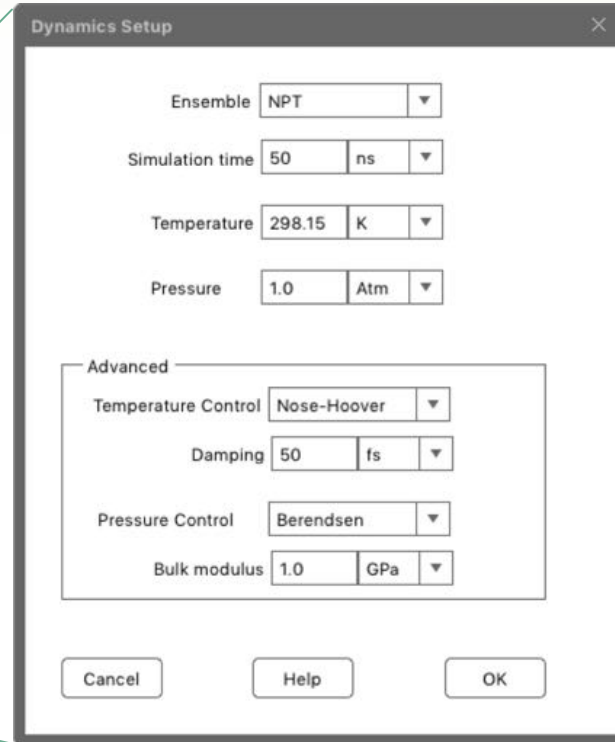 Dynamics Setup
Ensemble NPT
Simulation time 50 ns
Temperature 298.15 K
Pressure 1.0 Atm
Advanced
Temperature Control Nose-Hoover
Damping 50 fs
Pressure Control Berendsen
Bulk modulus 1.0 GPa
Cancel Help OK